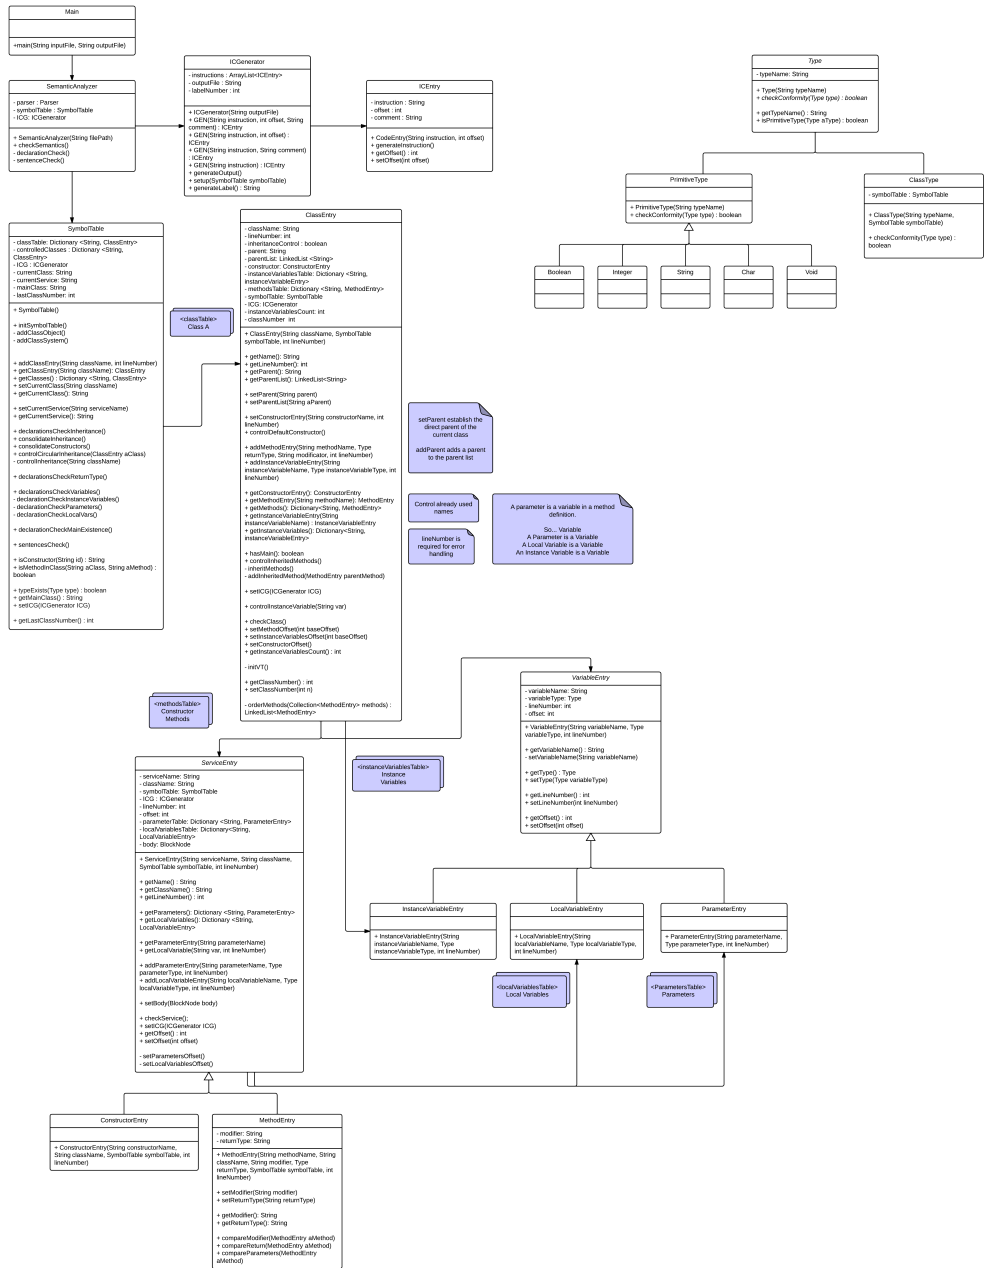 Main
+main(String inputFile, String outputFile)
SemanticAnalyzer
- parser : Parser
- symbolTable : SymbolTable
- ICG: ICGenerator
+ SemanticAnalyzer(String filePath)
+ checkSemantics()
- declarationCheck()
- sentenceCheck()
ICGenerator
- instructions : ArrayList<ICEntry>
- outputFile : String
- labelNumber : int
+ ICGenerator(String outputFile)
+ GEN(String instruction, int offset, String
comment) : ICEntry
+ GEN(String instruction, int offset) :
ICEntry
+ GEN(String instruction, String comment)
: ICEntry
+ GEN(String instruction) : ICEntry
+ generateOutput()
+ setup(SymbolTable symbolTable)
+ generateLabel() : String
ICEntry
- instruction : String
- offset : int
- comment : String
+ CodeEntry(String instruction, int offset)
+ generateInstruction()
+ getOffset() : int
+ setOffset(int offset)
Type
- typeName: String
+ Type(String typeName)
+ checkConformity(Type type) : boolean
+ getTypeName() : String
+ isPrimitiveType(Type aType) : boolean
PrimitiveType
+ PrimitiveType(String typeName)
+ checkConformity(Type type) : boolean
ClassType
- symbolTable : SymbolTable
+ ClassType(String typeName,
SymbolTable symbolTable)
+ checkConformity(Type type) :
boolean
Boolean
Integer
String
Char
Void
SymbolTable
- classTable: Dictionary <String, ClassEntry>
- controlledClasses : Dictionary <String,
ClassEntry>
- ICG : ICGenerator
- currentClass: String
- currentService: String
- mainClass: String
- lastClassNumber: int
+ SymbolTable()
+ initSymbolTable()
- addClassObject()
- addClassSystem()
+ addClassEntry(String className, int lineNumber)
+ getClassEntry(String className): ClassEntry
+ getClasses() : Dictionary <String, ClassEntry>
+ setCurrentClass(String className)
+ getCurrentClass(): String
+ setCurrentService(String serviceName)
+ getCurrentService(): String
+ declarationsCheckInheritance()
+ consolidateInheritance()
+ consolidateConstructors()
+ controlCircularInheritance(ClassEntry aClass)
- controlInheritance(String className)
+ declarationsCheckReturnType()
+ declarationsCheckVariables()
- declarationCheckInstanceVariables()
- declarationCheckParameters()
- declarationCheckLocalVars()
+ declarationCheckMainExistence()
+ sentencesCheck()
+ isConstructor(String id) : String
+ isMethodInClass(String aClass, String aMethod) :
boolean
+ typeExists(Type type) : boolean
+ getMainClass() : String
+ setICG(ICGenerator ICG)
+ getLastClassNumber() : int
<classTable>
Class A
ClassEntry
- className: String
- lineNumber: int
- inheritanceControl : boolean
- parent: String
- parentList: LinkedList <String>
- constructor: ConstructorEntry
- instanceVariablesTable: Dictionary <String,
instanceVariableEntry>
- methodsTable: Dictionary <String, MethodEntry>
- symbolTable: SymbolTable
- ICG: ICGenerator
- instanceVariablesCount: int
- classNumber  int
+ ClassEntry(String className, SymbolTable
symbolTable, int lineNumber)
+ getName(): String
+ getLineNumber(): int
+ getParent(): String
+ getParentList(): LinkedList<String>
+ setParent(String parent)
+ setParentList(String aParent)
+ setConstructorEntry(String constructorName, int
lineNumber)
+ controlDefaultConstructor()
+ addMethodEntry(String methodName, Type
returnType, String modificator, int lineNumber)
+ addInstanceVariableEntry(String
instanceVariableName, Type instanceVariableType, int
lineNumber)
+ getConstructorEntry(): ConstructorEntry
+ getMethodEntry(String methodName): MethodEntry
+ getMethods(): Dictionary<String, MethodEntry>
+ getInstanceVariableEntry(String
instanceVariableName) : InstanceVariableEntry
+ getInstanceVariables(): Dictionary<String,
instanceVariableEntry>
+ hasMain(): boolean
+ controlInheritedMethods()
- inheritMethods()
- addInheritedMethod(MethodEntry parentMethod)
+ setICG(ICGenerator ICG)
+ controlInstanceVariable(String var)
+ checkClass()
+ setMethodOffset(int baseOffset)
+ setInstanceVariablesOffset(int baseOffset)
+ setConstructorOffset()
+ getInstanceVariablesCount() : int
- initVT()
+ getClassNumber() : int
+ setClassNumber(int n)
- orderMethods(Collection<MethodEntry> methods) :
LinkedList<MethodEntry>
setParent establish the
direct parent of the
current class
addParent adds a parent
to the parent list
Control already used
names
lineNumber is
required for error
handling
A parameter is a variable in a method
definition.
So... Variable
A Parameter is a Variable
A Local Variable is a Variable
An Instance Variable is a Variable
<methodsTable>
Constructor
Methods
<instanceVariablesTable>
Instance
Variables
VariableEntry
- variableName: String
- variableType: Type
- lineNumber: int
- offset: int
+ VariableEntry(String variableName, Type
variableType, int lineNumber)
+ getVariableName() : String
- setVariableName(String variableName)
+ getType() : Type
+ setType(Type variableType)
+ getLineNumber() : int
+ setLineNumber(int lineNumber)
+ getOffset() : int
+ setOffset(int offset)
ServiceEntry
- serviceName: String
- className: String
- symbolTable: SymbolTable
- ICG : ICGenerator
- lineNumber: int
- offset: int
- parameterTable: Dictionary <String, ParameterEntry>
- localVariablesTable: Dictionary<String,
LocalVariableEntry>
- body: BlockNode
+ ServiceEntry(String serviceName, String className,
SymbolTable symbolTable, int lineNumber)
+ getName() : String
+ getClassName() : String
+ getLineNumber() : int
+ getParameters(): Dictionary <String, ParameterEntry>
+ getLocalVariables(): Dictionary <String,
LocalVariableEntry>
+ getParameterEntry(String parameterName)
+ getLocalVariable(String var, int lineNumber)
+ addParameterEntry(String parameterName, Type
parameterType, int lineNumber)
+ addLocalVariableEntry(String localVariableName, Type
localVariableType, int lineNumber)
+ setBody(BlockNode body)
+ checkService();
+ setICG(ICGenerator ICG)
+ getOffset() : int
+ setOffset(int offset)
- setParametersOffset()
- setLocalVariablesOffset()
InstanceVariableEntry
+ InstanceVariableEntry(String
instanceVariableName, Type
instanceVariableType, int lineNumber)
LocalVariableEntry
+ LocalVariableEntry(String
localVariableName, Type localVariableType,
int lineNumber)
ParameterEntry
+ ParameterEntry(String parameterName,
Type parameterType, int lineNumber)
<localVariablesTable>
Local Variables
<ParametersTable>
Parameters
ConstructorEntry
+ ConstructorEntry(String constructorName,
String className, SymbolTable symbolTable, int
lineNumber)
MethodEntry
- modifier: String
- returnType: String
+ MethodEntry(String methodName, String
className, String modifier, Type
returnType, SymbolTable symbolTable, int
lineNumber)
+ setModifier(String modifier)
+ setReturnType(String returnType)
+ getModifier(): String
+ getReturnType(): String
+ compareModifier(MethodEntry aMethod)
+ compareReturn(MethodEntry aMethod)
+ compareParameters(MethodEntry
aMethod)